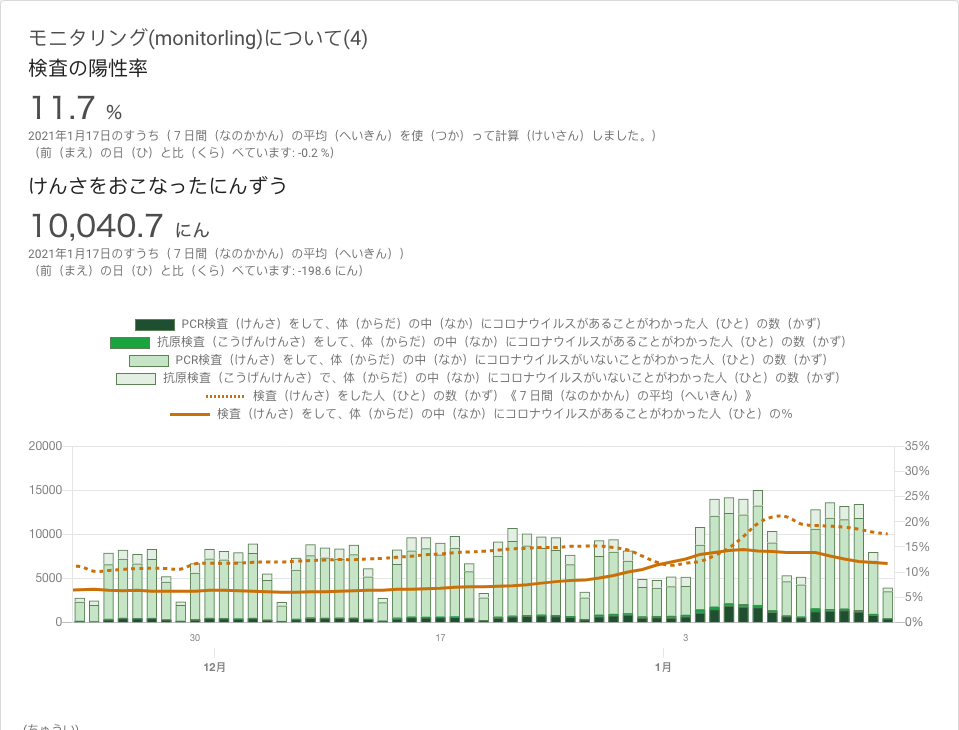 モニタリング(monitorling)について(4)
検査の陽性率
11.7 %
2021年1月17日のすうち（７日間（なのかかん）の平均（へいきん）を使（つか）って計算（けいさん）しました。）
（前（まえ）の日（ひ）と比（くら）べています: -0.2 %）
けんさをおこなったにんずう
10,040.7 にん
2021年1月17日のすうち（７日間（なのかかん）の平均（へいきん））
（前（まえ）の日（ひ）と比（くら）べています: -198.6 にん）
PCR検査（けんさ）をして、体（からだ）の中（なか）にコロナウイルスがあることがわかった人（ひと）の数（かず）
抗原検査（こうげんけんさ）をして、体（からだ）の中（なか）にコロナウイルスがあることがわかった人（ひと）の数（かず）
PCR検査（けんさ）をして、体（からだ）の中（なか）にコロナウイルスがいないことがわかった人（ひと）の数（かず）
抗原検査（こうげんけんさ）で、体（からだ）の中（なか）にコロナウイルスがいないことがわかった人（ひと）の数（かず）
検査（けんさ）をした人（ひと）の数（かず）《７日間（なのかかん）の平均（へいきん）》
検査（けんさ）をして、体（からだ）の中（なか）にコロナウイルスがあることがわかった人（ひと）の％
20000 35%
30%
15000 25%
20%
10000 15%
10%
5000 5%
0 0%
30 17 3
12月 1月
(ちゅうい)